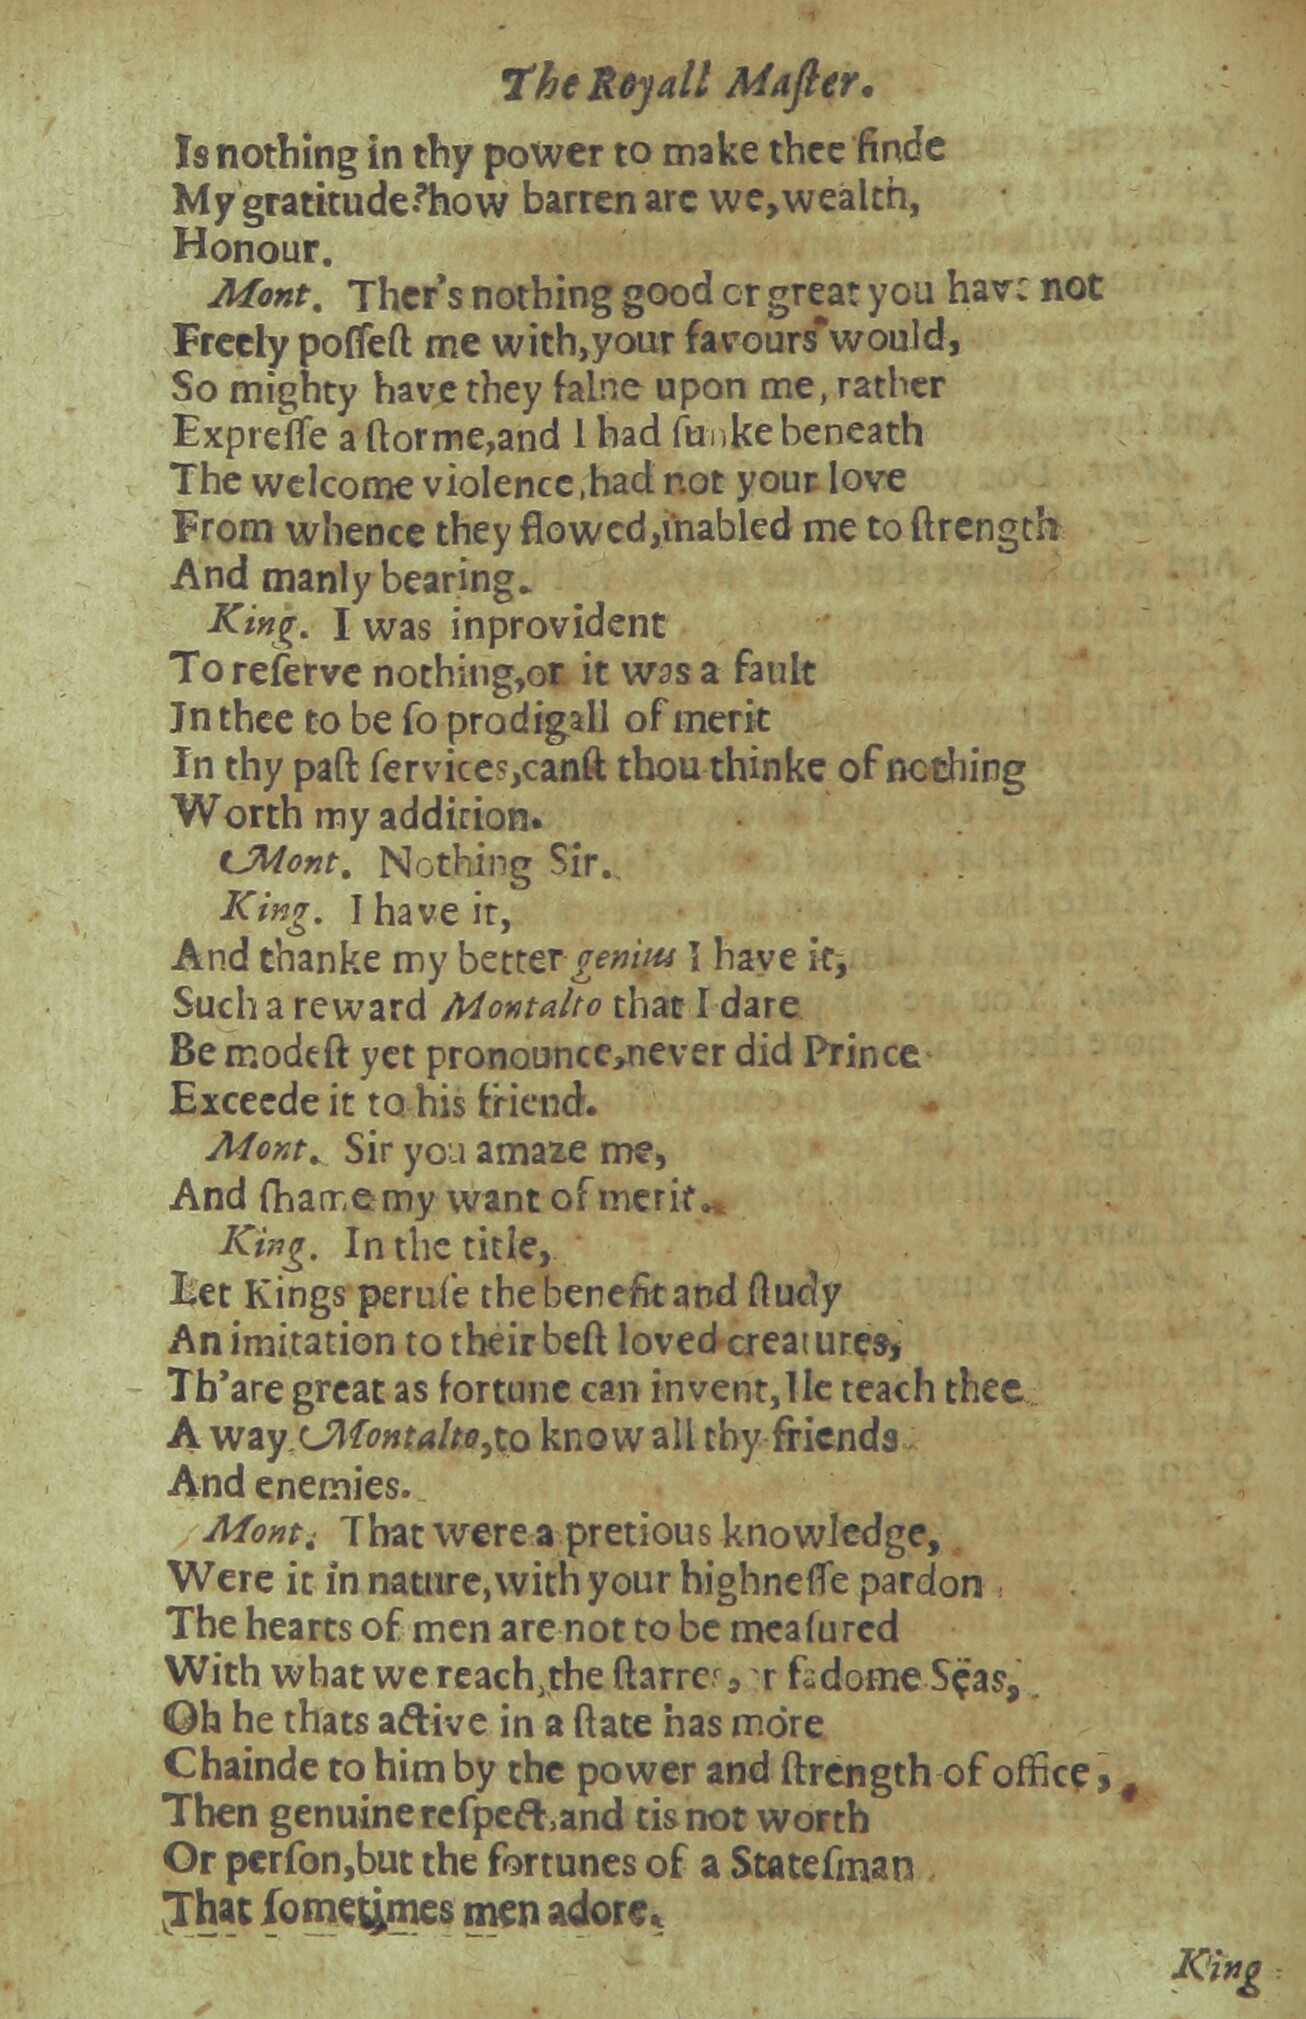 The Royall Maſter.
Is nothing in thy power to make thee finde
My gratitude? how barren are we, wealth,
Honour.
Mont. Ther's nothing good or great you have not
Freely poſſeſt me with, your favours would,
So mighty have they falne upon me, rather
Expreſſe a ſtorme, and I had ſunke beneath
The welcome violence, had not your love
From whence they flowed, inabled me to ſtrength
And manly bearing.
King. I was inprovident
To reſerve nothing, or it was a fault
In thee to be ſo prodigall of merit
In thy paſt ſervices, canſt thou thinke of nothing
Worth my addition.
Mont. Nothing Sir.
King. I have it,
And thanke my better genius I have it,
Such a reward Montalto that I dare
Be modeſt yet pronounce, never did Prince
Exceede it to his friend.
Mont. Sir you amaze me,
And ſhame my want of merit.
King. In the title,
Let Kings peruſe the benefit and ſtudy
An imitation to their beſt loved creatures,
Th'are great as fortune can invent, Ile teach thee
A way Montalto, to know all thy friends
And enemies.
Mont. That were a pretious knowledge,
Were it in nature, with your highneſſe pardon
The hearts of men are not to be meaſured
With what we reach, the ſtarres, or fadome Seas,
Oh he thats active in a ſtate has more
Chainde to him by the power and ſtrength of office,
Then genuine reſpect, and tis not worth
Or perſon, but the fortunes of a Stateſman
That ſometimes men adore.
King